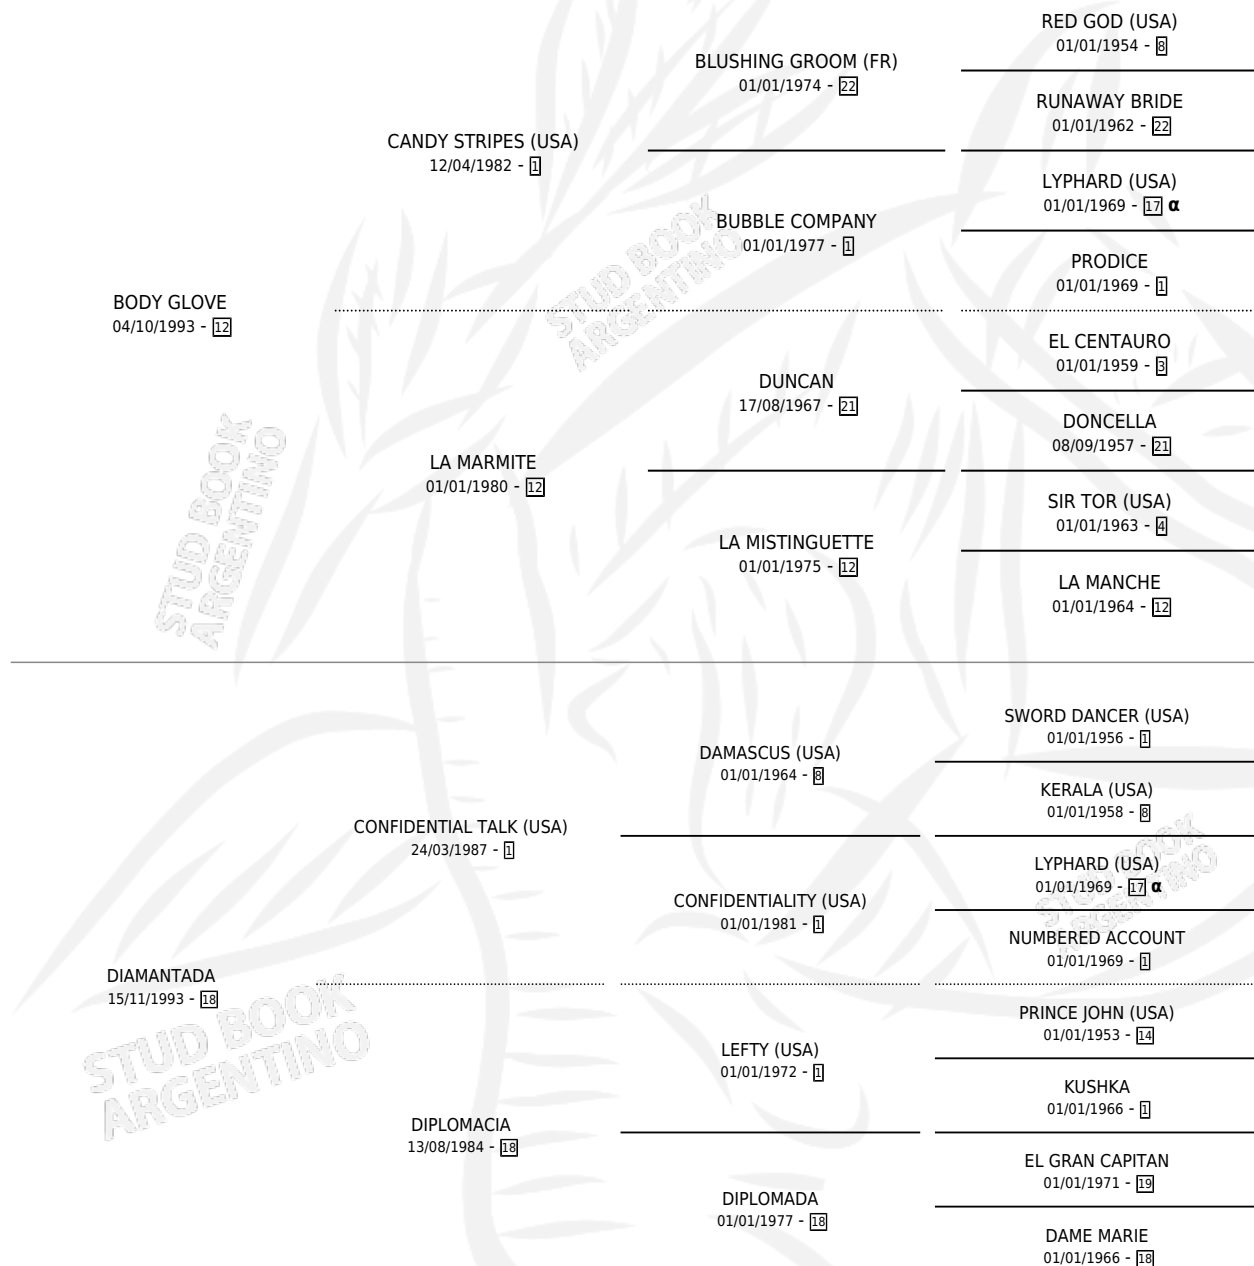 RED GOD (USA)
01/01/1954 - 8
BLUSHING GROOM (FR)
01/01/1974 - 22
RUNAWAY BRIDE
01/01/1962 - 22
CANDY STRIPES (USA)
12/04/1982 - 1
LYPHARD (USA)
01/01/1969 - 17 α
BUBBLE COMPANY
01/01/1977 - 1
PRODICE
01/01/1969 - 1
BODY GLOVE
04/10/1993 - 12
EL CENTAURO
01/01/1959 - 3
DUNCAN
17/08/1967 - 21
DONCELLA
08/09/1957 - 21
LA MARMITE
01/01/1980 - 12
SIR TOR (USA)
01/01/1963 - 4
LA MISTINGUETTE
01/01/1975 - 12
LA MANCHE
01/01/1964 - 12
STUD BOOK
ARGENTINO
STUD BOOK
ARGENTINO
SWORD DANCER (USA)
01/01/1956 - 1
DAMASCUS (USA)
01/01/1964 - 8
KERALA (USA)
01/01/1958 - 8
CONFIDENTIAL TALK (USA)
24/03/1987 - 1
LYPHARD (USA)
01/01/1969 - 17 α
CONFIDENTIALITY (USA)
01/01/1981 - 1
NUMBERED ACCOUNT
01/01/1969 - 1
DIAMANTADA
15/11/1993 - 18
PRINCE JOHN (USA)
01/01/1953 - 14
LEFTY (USA)
01/01/1972 - 1
KUSHKA
01/01/1966 - 1
DIPLOMACIA
13/08/1984 - 18
EL GRAN CAPITAN
01/01/1971 - 19
DIPLOMADA
01/01/1977 - 18
DAME MARIE
01/01/1966 - 18
STUD BOOK
ARGENTINO
STUD BOOK
ARGENTINO